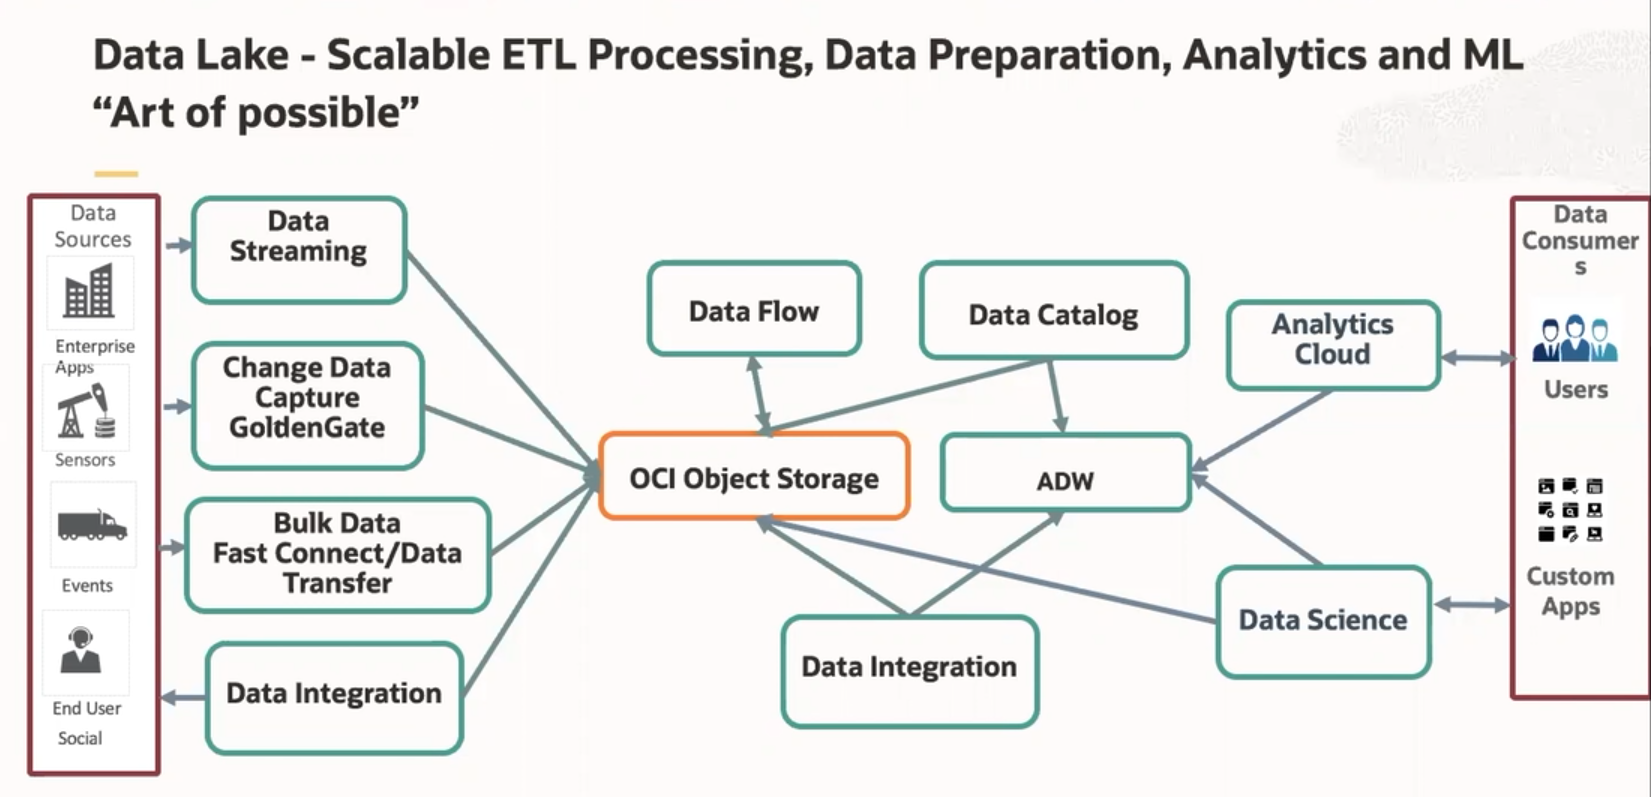 Data Lake - Scalable ETL Processing, Data Preparation, Analytics and ML
“Art of possible”
Data
Sources
Enterprise
Apps
Sensors
Events
End User
Social
Data
Streaming
Change Data
Capture
GoldenGate
Bulk Data
Fast Connect/Data
Transfer
Data Integration
Data Flow
Data Catalog
OCI Object Storage
ADW
Data Integration
Analytics
Cloud
Data Science
Data
Consumer
s
Users
Custom
Apps